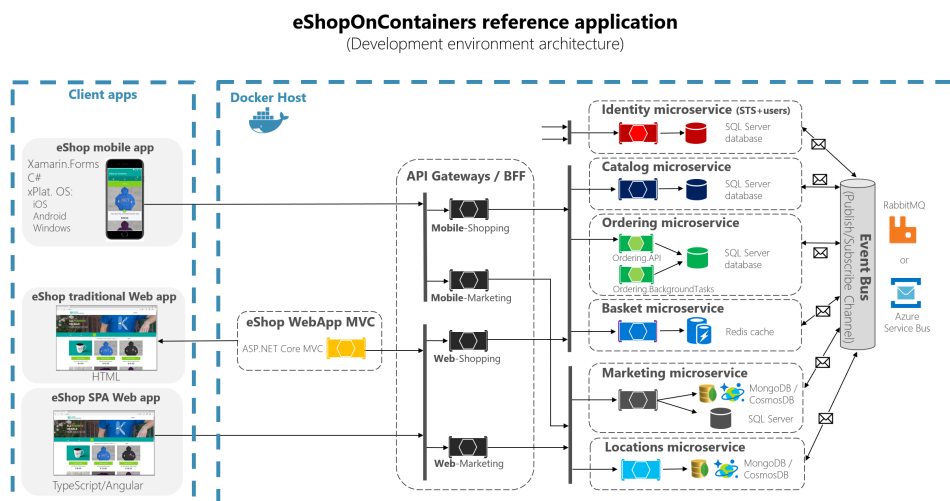 eShopOnContainers reference application
(Development environment architecture)
Client apps
eShop mobile app
Xamarin.Forms
C#
xPlat. OS:
iOS
Android
Windows
eShop traditional Web app
HTML
eShop SPA Web app
TypeScript/Angular
Docker Host
eShop WebApp MVC
ASP.NET Core MVC
API Gateways / BFF
Mobile-Shopping
Mobile-Marketing
Web-Shopping
Web-Marketing
Identity microservice (STS+users)
SQL Server
database
Catalog microservice
SQL Server
database
Ordering microservice
Ordering.API
SQL Server
database
Ordering.BackgroundTasks
Basket microservice
Redis cache
Marketing microservice
MongoDB /
CosmosDB
SQL Server
Locations microservice
MongoDB /
CosmosDB
Event Bus
(Publish/Subscribe Channel)
RabbitMQ
or
Azure
Service Bus